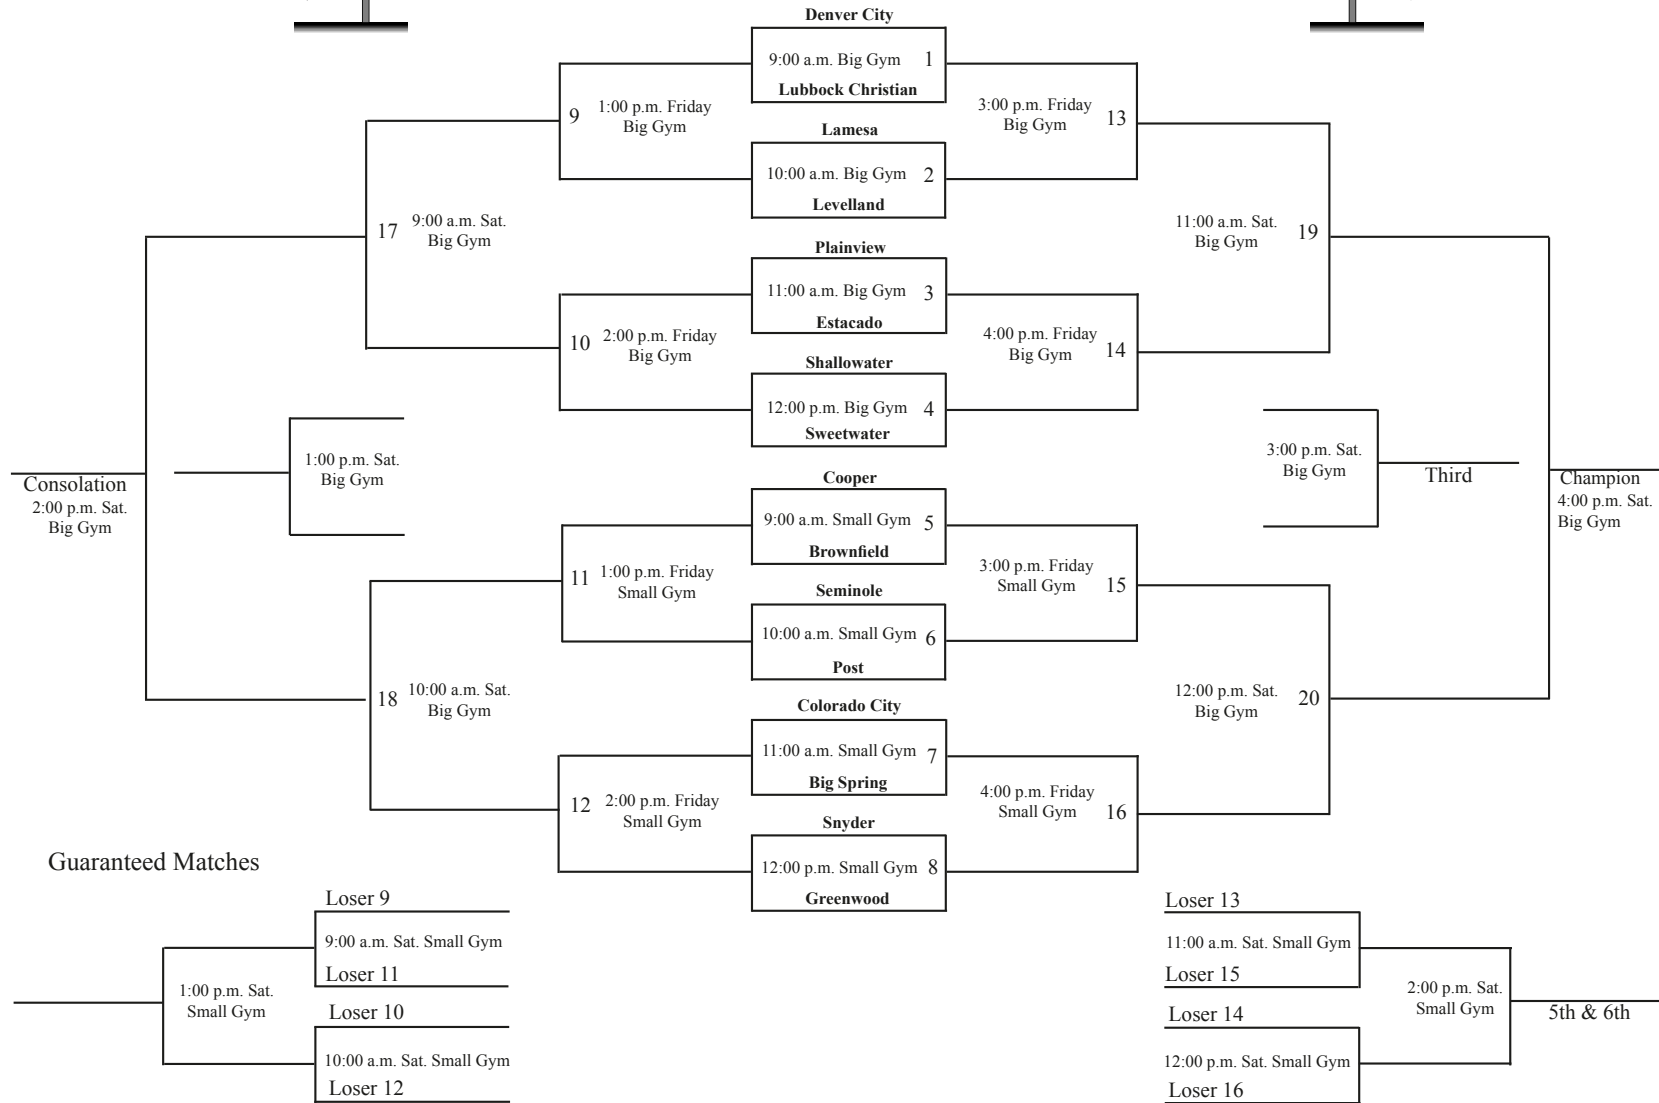 Denver City
9:00 a.m. Big Gym 1
Lubbock Christian
9 1:00 p.m. Friday
Big Gym
3:00 p.m. Friday 13
Big Gym
Lamesa
10:00 a.m. Big Gym 2
Levelland
17 9:00 a.m. Sat.
Big Gym
11:00 a.m. Sat. 19
Big Gym
Plainview
11:00 a.m. Big Gym 3
Estacado
10 2:00 p.m. Friday
Big Gym
4:00 p.m. Friday 14
Big Gym
Shallowater
12:00 p.m. Big Gym 4
Sweetwater
Consolation
2:00 p.m. Sat.
Big Gym
1:00 p.m. Sat.
Big Gym
3:00 p.m. Sat.
Big Gym
Third
Champion
4:00 p.m. Sat.
Big Gym
Cooper
9:00 a.m. Small Gym 5
Brownfield
11 1:00 p.m. Friday
Small Gym
3:00 p.m. Friday 15
Small Gym
Seminole
10:00 a.m. Small Gym 6
Post
18 10:00 a.m. Sat.
Big Gym
12:00 p.m. Sat. 20
Big Gym
Colorado City
11:00 a.m. Small Gym 7
Big Spring
12 2:00 p.m. Friday
Small Gym
4:00 p.m. Friday 16
Small Gym
Snyder
12:00 p.m. Small Gym 8
Greenwood
Guaranteed Matches
Loser 9
9:00 a.m. Sat. Small Gym
Loser 11
1:00 p.m. Sat.
Small Gym
Loser 10
10:00 a.m. Sat. Small Gym
Loser 12
Loser 13
11:00 a.m. Sat. Small Gym
Loser 15
2:00 p.m. Sat.
Small Gym
5th & 6th
Loser 14
12:00 p.m. Sat. Small Gym
Loser 16